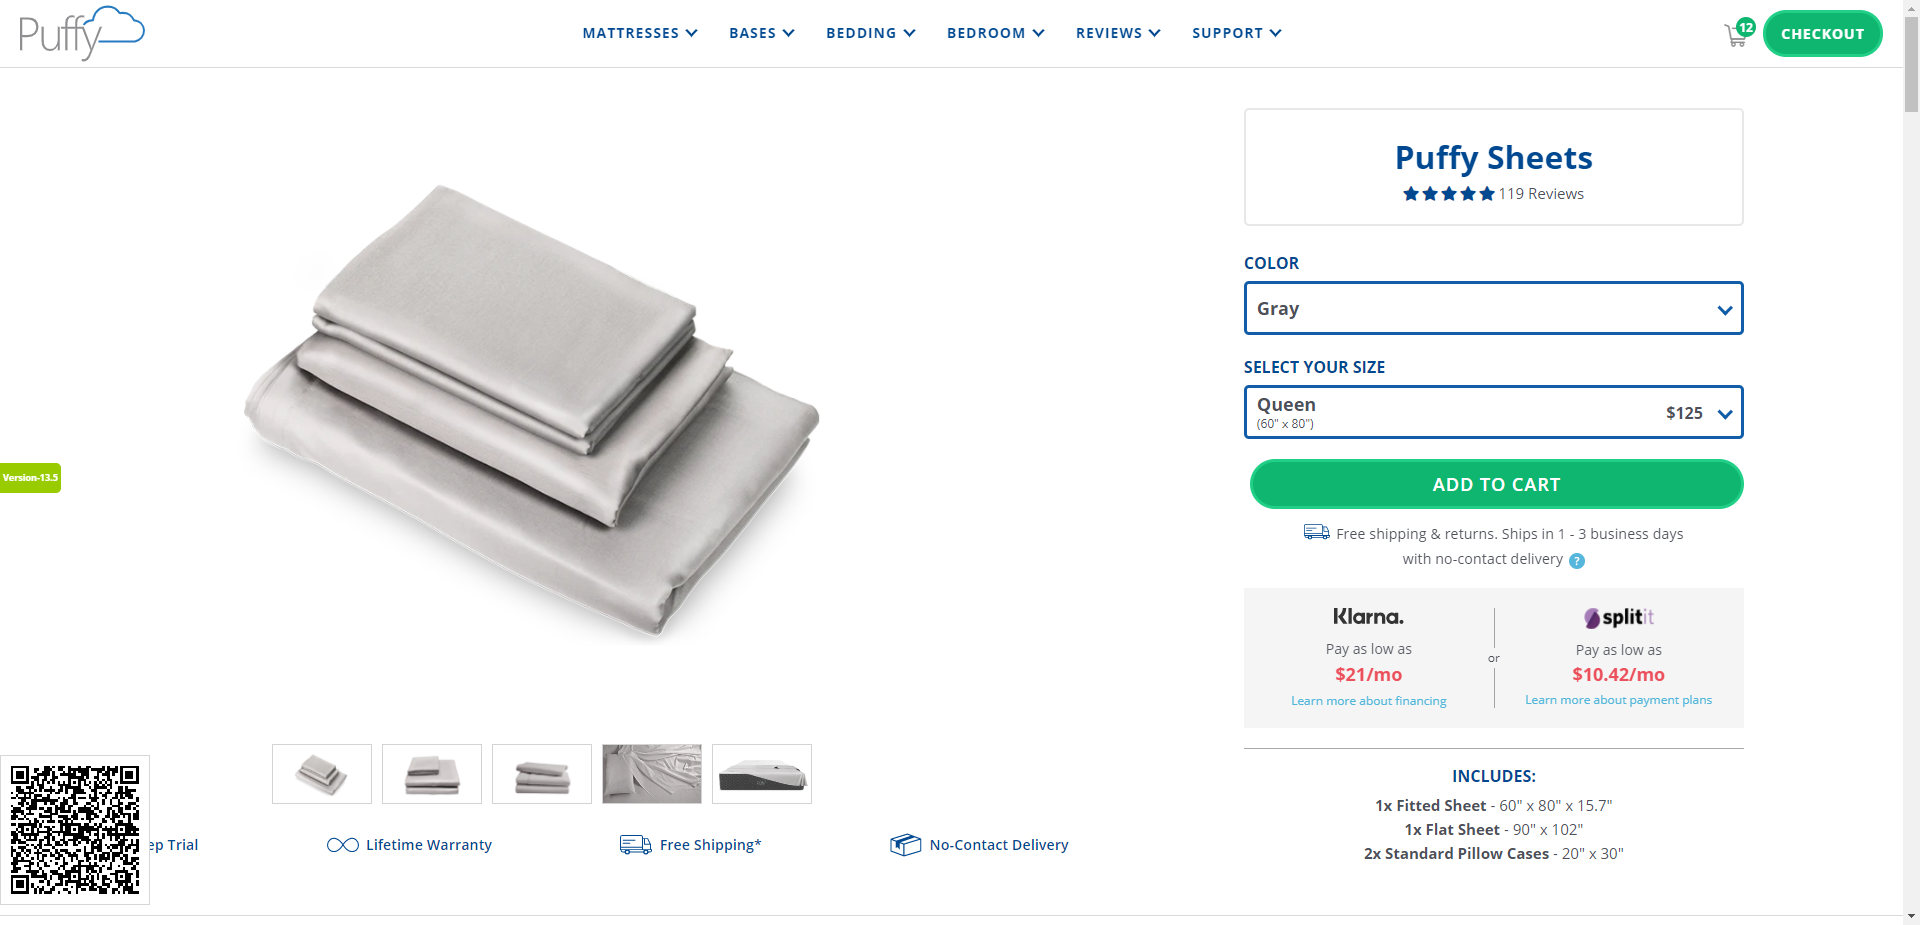 Puffy
MATTRESSES
BASES
BEDDING
BEDROOM
REVIEWS
SUPPORT
12
CHECKOUT
Puffy Sheets
119 Reviews
COLOR
Gray
SELECT YOUR SIZE
Queen
(60" x 80")
$125
ADD TO CART
Free shipping & returns. Ships in 1 - 3 business days
with no-contact delivery ?
Klarna.
Pay as low as
$21/mo
Learn more about financing
or
splitit
Pay as low as
$10.42/mo
Learn more about payment plans
INCLUDES:
1x Fitted Sheet - 60" x 80" x 15.7"
1x Flat Sheet - 90" x 102"
2x Standard Pillow Cases - 20" x 30"
Version-13.5
ep Trial
Lifetime Warranty
Free Shipping*
No-Contact Delivery